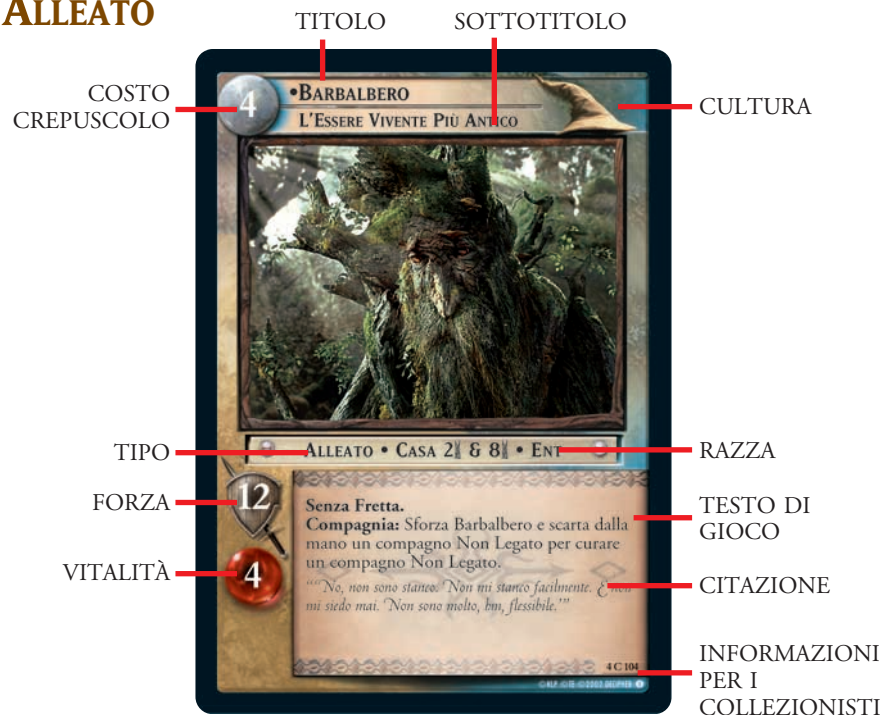 ALLEATO
TITOLO
SOTTOTITOLO
COSTO
CREPUSCOLO
CULTURA
4
•BARBALBERO
L'ESSERE VIVENTE PIÙ ANTICO
TIPO
ALLEATO • CASA 2 & 8 • ENT
RAZZA
FORZA
12
VITALITÀ
4
Senza Fretta.
Compagnia: Sforza Barbalbero e scarta dalla
mano un compagno Non Legato per curare
un compagno Non Legato.
TESTO DI
GIOCO
"'No, non sono stanco. Non mi stanco facilmente. E non
mi siedo mai. Non sono molto, hm, flessibile.'"
CITAZIONE
4 C 104
INFORMAZIONI
PER I
COLLEZIONISTI